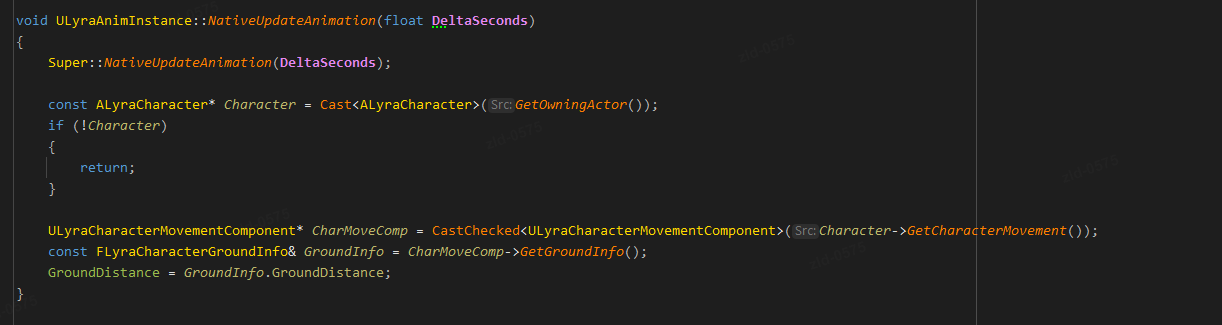 void ULyraAnimInstance::NativeUpdateAnimation(float DeltaSeconds)
{
    Super::NativeUpdateAnimation(DeltaSeconds);

    const ALyraCharacter* Character = Cast<ALyraCharacter>(Src:GetOwningActor());
    if (!Character)
    {
        return;
    }

    ULyraCharacterMovementComponent* CharMoveComp = CastChecked<ULyraCharacterMovementComponent>(Src:Character->GetCharacterMovement());
    const FLyraCharacterGroundInfo& GroundInfo = CharMoveComp->GetGroundInfo();
    GroundDistance = GroundInfo.GroundDistance;
}